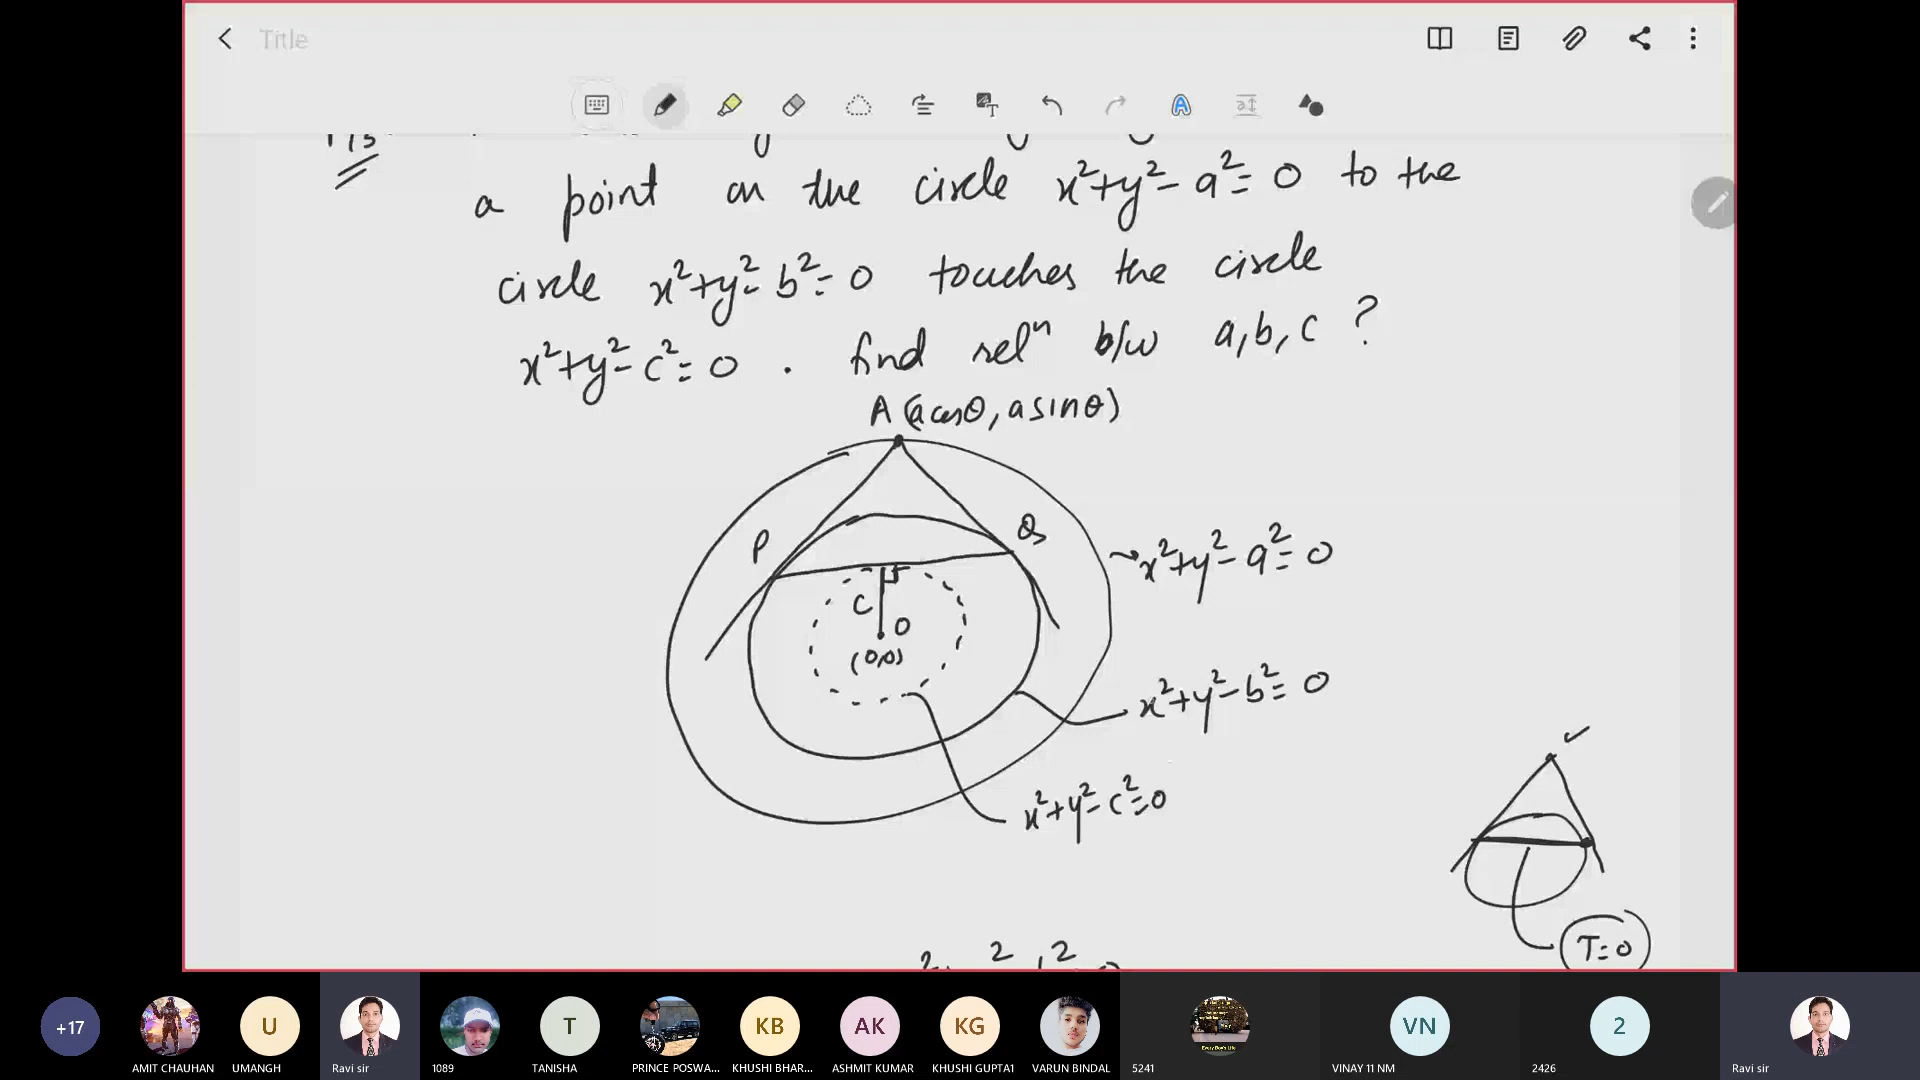 Title
a point on the circle x²+y²-a²=0 to the
circle x²+y²-b²=0 touches the circle
x²+y²-c²=0 . find relⁿ b/w a,b,c ?
A (acosθ, asinθ)
P
Q
x²+y²-a²=0
C
O
(0,0)
x²+y²-b²=0
x²+y²-c²=0
T=0
+17
U
T
KB
AK
KG
VN
2
AMIT CHAUHAN
UMANGH
Ravi sir
1089
TANISHA
PRINCE POSWA...
KHUSHI BHAR...
ASHMIT KUMAR
KHUSHI GUPTA1
VARUN BINDAL
5241
VINAY 11 NM
2426
Ravi sir